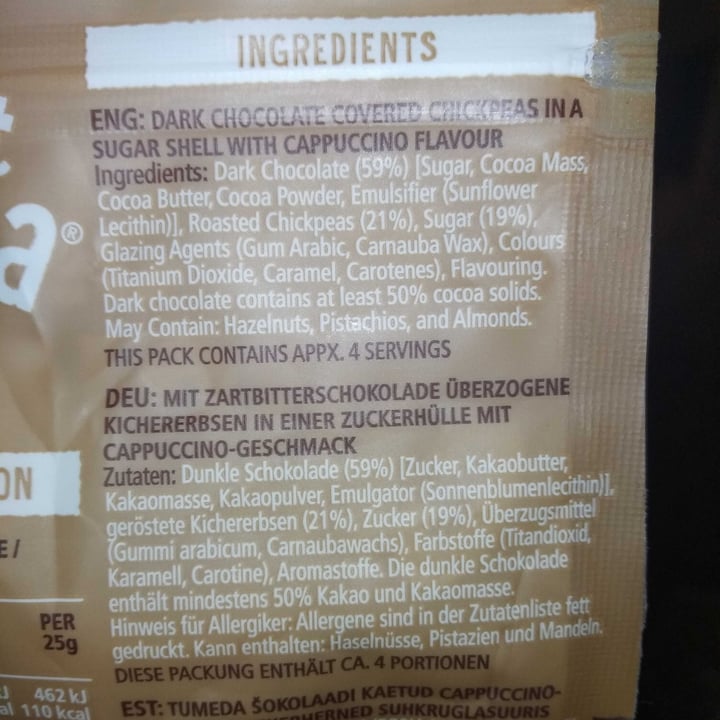 INGREDIENTS
ENG: DARK CHOCOLATE COVERED CHICKPEAS IN A
SUGAR SHELL WITH CAPPUCCINO FLAVOUR
Ingredients: Dark Chocolate (59%) [Sugar, Cocoa Mass,
Cocoa Butter, Cocoa Powder, Emulsifier (Sunflower
Lecithin)], Roasted Chickpeas (21%), Sugar (19%),
Glazing Agents (Gum Arabic, Carnauba Wax), Colours
(Titanium Dioxide, Caramel, Carotenes), Flavouring.
Dark chocolate contains at least 50% cocoa solids.
May Contain: Hazelnuts, Pistachios, and Almonds.
THIS PACK CONTAINS APPX. 4 SERVINGS
DEU: MIT ZARTBITTERSCHOKOLADE ÜBERZOGENE
KICHERERBSEN IN EINER ZUCKERHÜLLE MIT
CAPPUCCINO-GESCHMACK
Zutaten: Dunkle Schokolade (59%) [Zucker, Kakaobutter,
Kakaomasse, Kakaopulver, Emulgator (Sonnenblumenlecithin)],
geröstete Kichererbsen (21%), Zucker (19%), Überzugsmittel
(Gummi arabicum, Carnaubawachs), Farbstoffe (Titandioxid,
Karamell, Carotine), Aromastoffe. Die dunkle Schokolade
enthält mindestens 50% Kakao und Kakaomasse.
Hinweis für Allergiker: Allergene sind in der Zutatenliste fett
gedruckt. Kann enthalten: Haselnüsse, Pistazien und Mandeln.
DIESE PACKUNG ENTHÄLT CA. 4 PORTIONEN
EST: TUMEDA ŠOKOLAADI KAETUD CAPPUCCINO-
SUHKRUGLASUURIS
a®
ON
E /
PER
25g
462 kJ
110 kcal